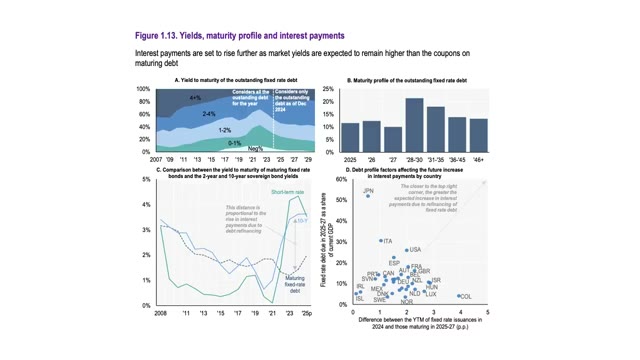 Figure 1.13. Yields, maturity profile and interest payments
Interest payments are set to rise further as market yields are expected to remain higher than the coupons on
maturing debt
A. Yield to maturity of the outstanding fixed rate debt
100%
80%
60%
40%
20%
0%
4+%
2-4%
1-2%
0-1%
Neg%
Considers all the
oustanding debt
for the year
Considers only
the outstanding
debt as of Dec
2024
2007 '09 '11 '13 '15 '17 '19 '21 '23 '25 '27 '29
B. Maturity profile of the outstanding fixed rate debt
25%
20%
15%
10%
5%
0%
2025 '26 '27 '28-'30 '31-'35 '36-'45 '46+
C. Comparison between the yield to maturity of maturing fixed rate
bonds and the 2-year and 10-year sovereign bond yields
5%
4%
3%
2%
1%
0%
Short-term rate
This distance is
proportional to the
rise in interest
payments due to
debt refinancing
10-Y
Maturing
fixed-rate
debt
2008 '11 '13 '15 '17 '19 '21 '23 '25p
D. Debt profile factors affecting the future increase
in interest payments by country
Fixed rate debt due in 2025-27 as a share
of current GDP
60%
50%
40%
30%
20%
10%
0%
The closer to the top right
corner, the greater the
expected increase in interest
payments due to refinancing
of fixed rate debt
JPN
ITA
USA
ESP
FRA
GBR
PRT
CAN
AUT
BEL
SVN
DEU
NZL
ISR
HUN
IRL
MEX
ISL
DNK
SWE
NLD
LUX
NOR
COL
0 1 2 3 4 5
Difference between the YTM of fixed rate issuances in
2024 and those maturing in 2025-27 (p.p.)